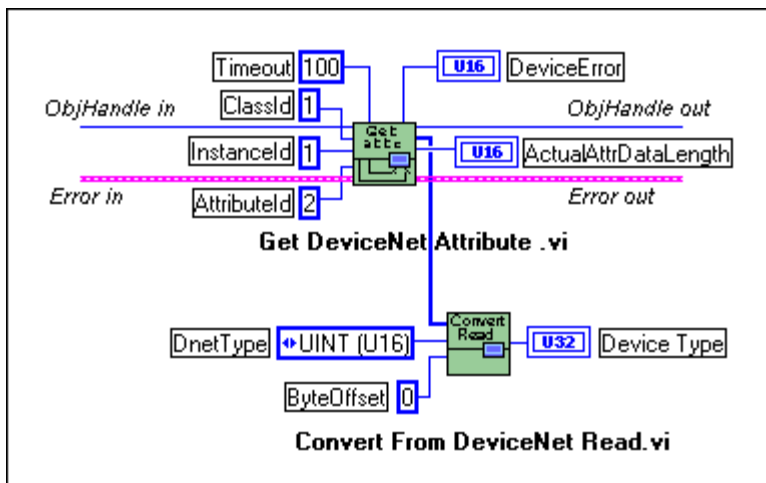 Timeout 100 U16 DeviceError
ObjHandle in ClassId 1 ObjHandle out
Get
attr
InstanceId 1 U16 ActualAttrDataLength
Error in AttributeId 2 Error out
Get DeviceNet Attribute .vi
Convert
Read
DnetType UINT (U16) U32 Device Type
ByteOffset 0
Convert From DeviceNet Read.vi